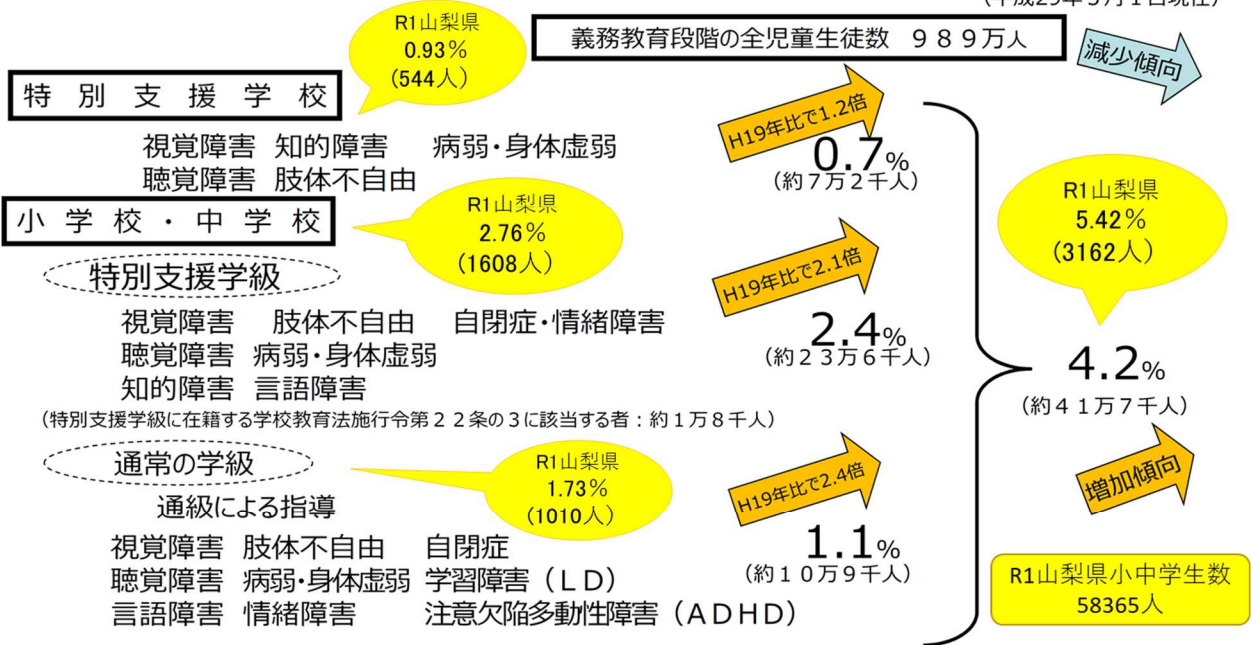 (平成29年5月1日現在)
R1山梨県
0.93%
(544人)
義務教育段階の全児童生徒数 989万人
減少傾向
特別支援学校
H19年比で1.2倍
視覚障害 知的障害 病弱・身体虚弱
聴覚障害 肢体不自由
0.7%
(約7万2千人)
R1山梨県
5.42%
(3162人)
小学校・中学校
R1山梨県
2.76%
(1608人)
特別支援学級
H19年比で2.1倍
視覚障害 肢体不自由 自閉症・情緒障害
聴覚障害 病弱・身体虚弱
知的障害 言語障害
2.4%
(約23万6千人)
4.2%
(約41万7千人)
(特別支援学級に在籍する学校教育法施行令第22条の3に該当する者:約1万8千人)
通常の学級
R1山梨県
1.73%
(1010人)
H19年比で2.4倍
増加傾向
通級による指導
視覚障害 肢体不自由 自閉症
聴覚障害 病弱・身体虚弱 学習障害(LD)
言語障害 情緒障害 注意欠陥多動性障害(ADHD)
1.1%
(約10万9千人)
R1山梨県小中学生数
58365人